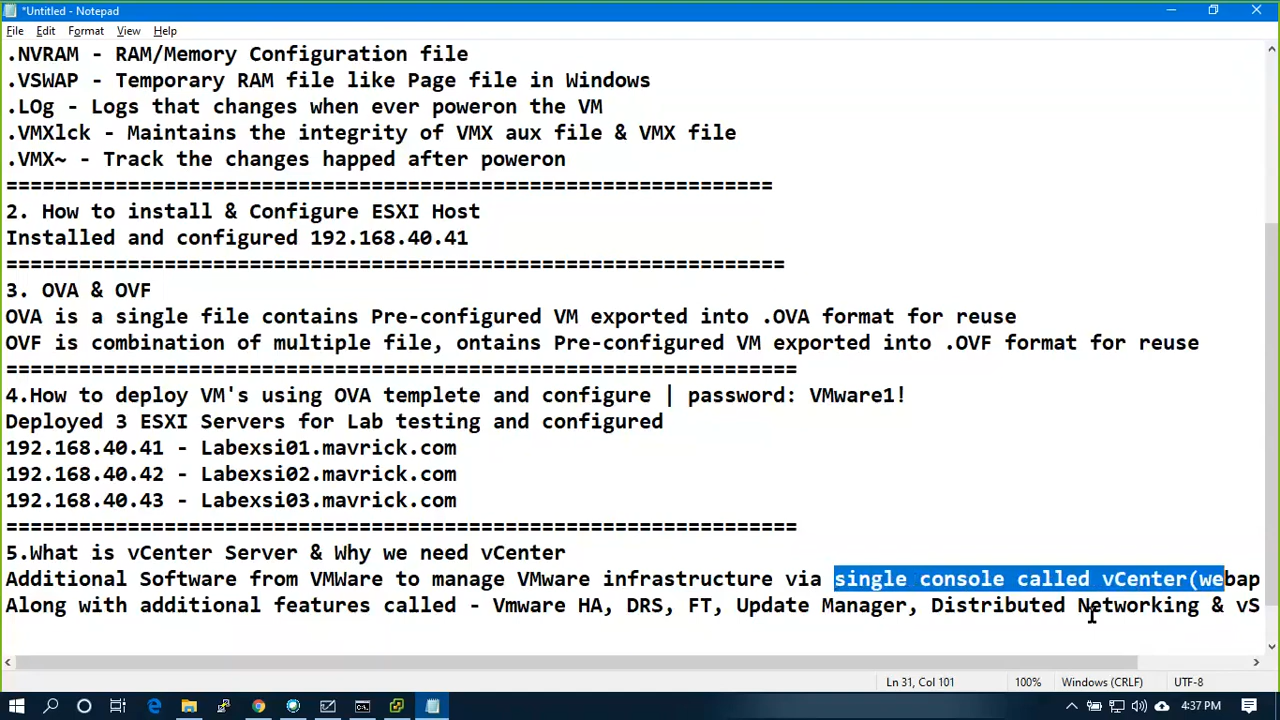 *Untitled - Notepad
File Edit Format View Help
.NVRAM - RAM/Memory Configuration file
.VSWAP - Temporary RAM file like Page file in Windows
.LOg - Logs that changes when ever poweron the VM
.VMXlck - Maintains the integrity of VMX aux file & VMX file
.VMX~ - Track the changes happed after poweron
===============================================================
2. How to install & Configure ESXI Host
Installed and configured 192.168.40.41
================================================================
3. OVA & OVF
OVA is a single file contains Pre-configured VM exported into .OVA format for reuse
OVF is combination of multiple file, ontains Pre-configured VM exported into .OVF format for reuse
=================================================================
4.How to deploy VM's using OVA templete and configure | password: VMware1!
Deployed 3 ESXI Servers for Lab testing and configured
192.168.40.41 - Labexsi01.mavrick.com
192.168.40.42 - Labexsi02.mavrick.com
192.168.40.43 - Labexsi03.mavrick.com
=================================================================
5.What is vCenter Server & Why we need vCenter
Additional Software from VMWare to manage VMware infrastructure via single console called vCenter(webap
Along with additional features called - Vmware HA, DRS, FT, Update Manager, Distributed Networking & vS
Ln 31, Col 101 100% Windows (CRLF) UTF-8
4:37 PM